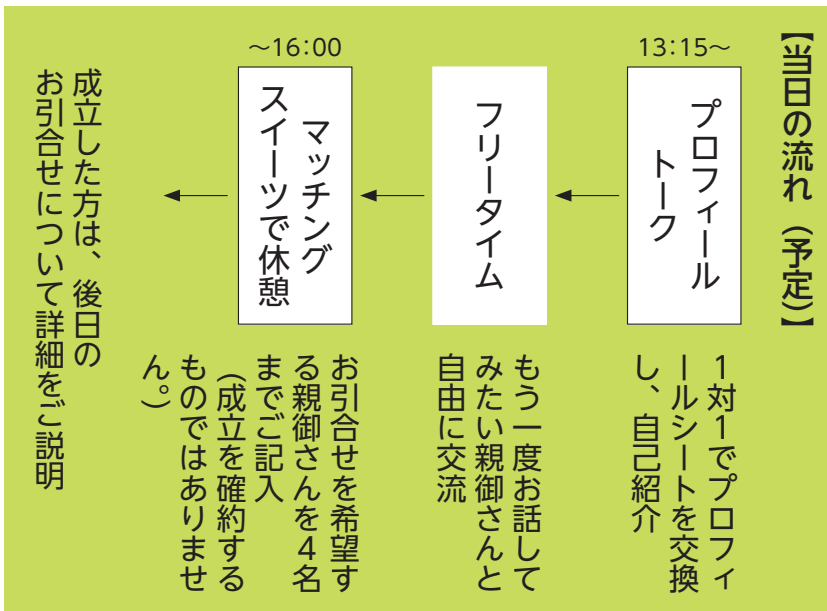 【当日の流れ（予定）】
13:15～
プロフィール
トーク
1対1でプロフィ
ールシートを交換
し、自己紹介
フリータイム
もう一度お話して
みたい親御さんと
自由に交流
～16:00
マッチング
スイーツで休憩
お引合せを希望す
る親御さんを4名
までご記入
（成立を確約する
ものではありませ
ん。）
成立した方は、後日の
お引合せについて詳細をご説明